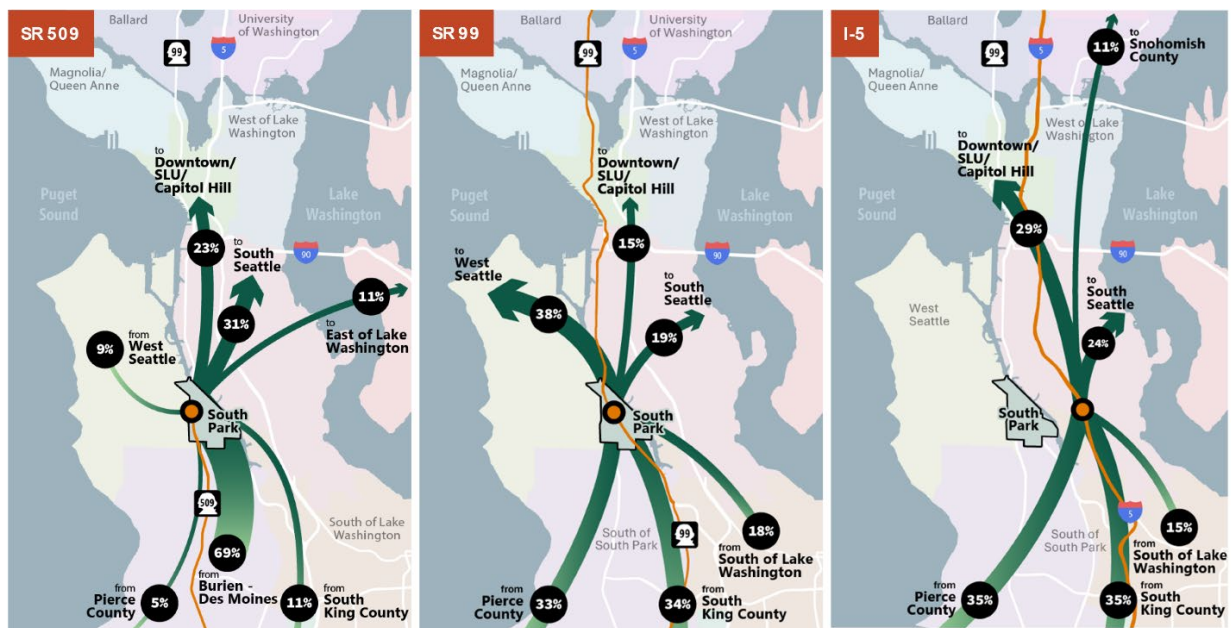 SR 509
Ballard
University
of Washington
99
5
Magnolia/
Queen Anne
West of Lake
Washington
to
Downtown/
SLU/
Capitol Hill
Puget
Sound
Lake
Washington
23%
to
South
Seattle
90
11%
31%
to
East of Lake
Washington
9%
from
West
Seattle
South
Park
509
South of Lake
Washington
69%
from
Pierce
County
5%
from
Burien -
Des Moines
11%
from
South
King County
SR 99
Ballard
University of
Washington
99
5
Magnolia/
Queen Anne
West of Lake
Washington
to
Downtown/
SLU/
Capitol Hill
Puget
Sound
Lake
Washington
15%
to
West
Seattle
90
to
South
Seattle
38%
19%
South
Park
South of
South Park
99
18%
from
South of Lake
Washington
from
Pierce
County
33%
34%
from
South
King County
I-5
Ballard
99
5
11%
to
Snohomish
County
Magnolia/
Queen Anne
West of Lake
Washington
to
Downtown/
SLU/
Capitol Hill
Puget
Sound
Lake
Washington
29%
90
to
South
Seattle
West
Seattle
24%
South
Park
5
South of
South Park
15%
from
South of Lake
Washington
from
Pierce
County
35%
35%
from
South
King County